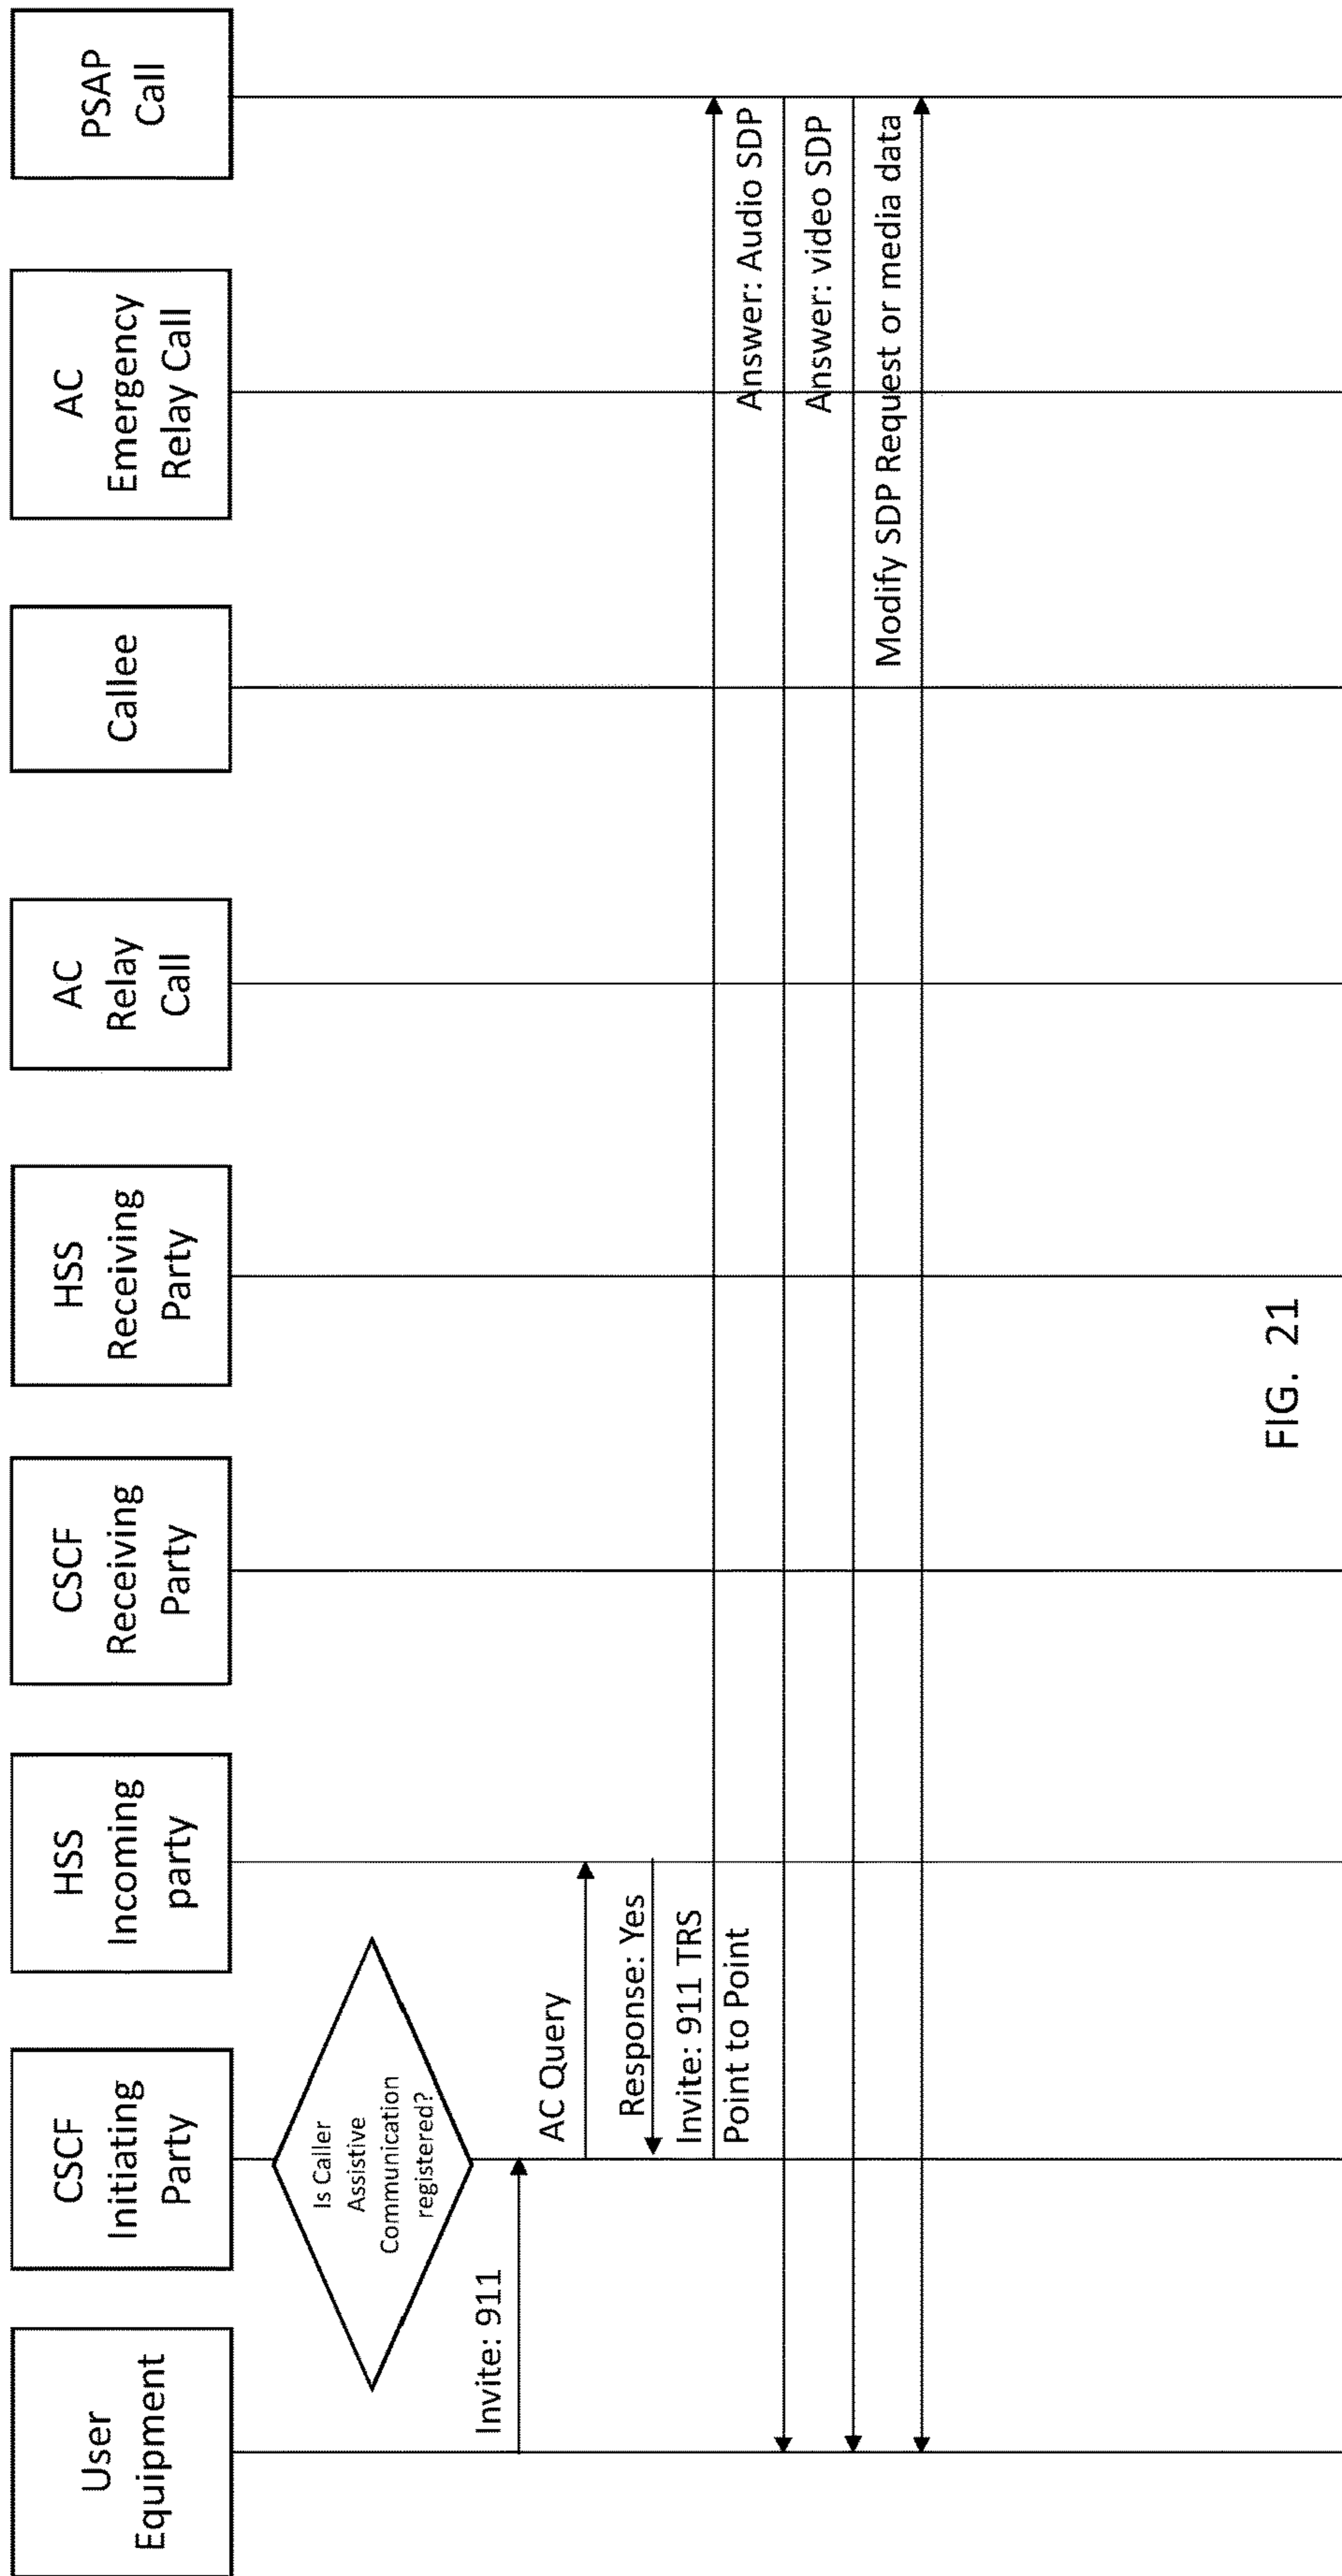 User
Equipment
CSCF
Initiating
Party
HSS
Incoming
party
CSCF
Receiving
Party
HSS
Receiving
Party
AC
Relay
Call
Callee
AC
Emergency
Relay Call
PSAP
Call
Is Caller
Assistive
Communication
registered?
Invite: 911
AC Query
Response: Yes
Invite: 911 TRS
Point to Point
Answer: Audio SDP
Answer: video SDP
Modify SDP Request or media data
FIG. 21